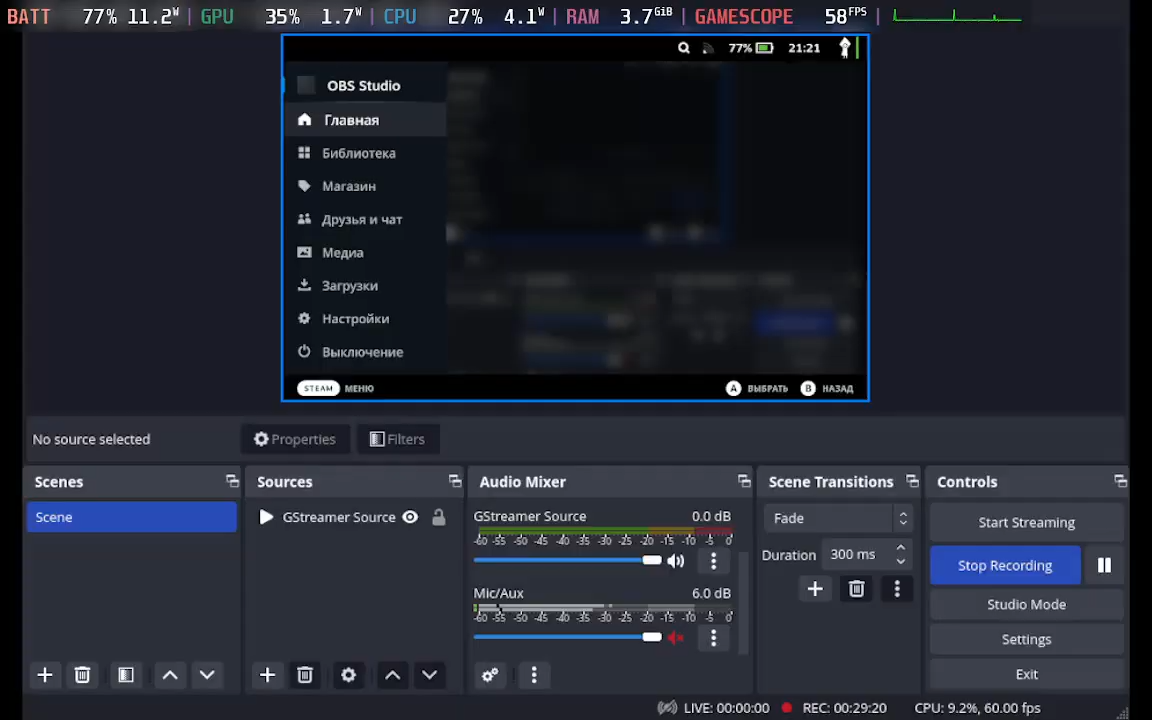 BATT 77% 11.2W | GPU 35% 1.7W | CPU 27% 4.1W | RAM 3.7GiB | GAMESCOPE 58FPS |
77% 21:21
OBS Studio
Главная
Библиотека
Магазин
Друзья и чат
Медиа
Загрузки
Настройки
Выключение
STEAM МЕНЮ A ВЫБРАТЬ B НАЗАД
No source selected Properties Filters
Scenes Sources Audio Mixer Scene Transitions Controls
Scene
GStreamer Source
GStreamer Source 0.0 dB
-60 -55 -50 -45 -40 -35 -30 -25 -20 -15 -10 -5 0
Mic/Aux 6.0 dB
-60 -55 -50 -45 -40 -35 -30 -25 -20 -15 -10 -5 0
Fade
Duration 300 ms
Start Streaming
Stop Recording
Studio Mode
Settings
Exit
LIVE: 00:00:00 REC: 00:29:20 CPU: 9.2%, 60.00 fps